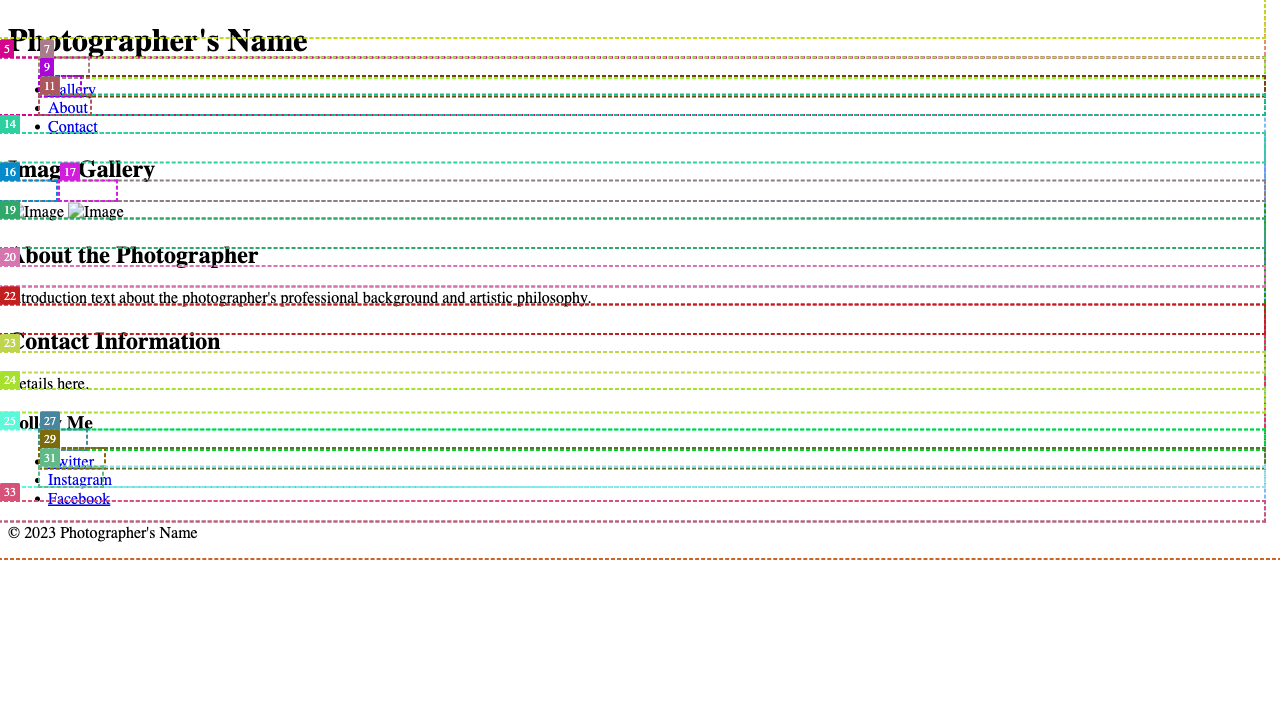 Photographer's Name
5
7
9
11
Gallery
About
Contact
14
Image Gallery
16
17
19
Image
Image
About the Photographer
20
Introduction text about the photographer's professional background and artistic philosophy.
22
Contact Information
23
Details here.
24
Follow Me
25
27
29
31
Twitter
Instagram
Facebook
33
© 2023 Photographer's Name